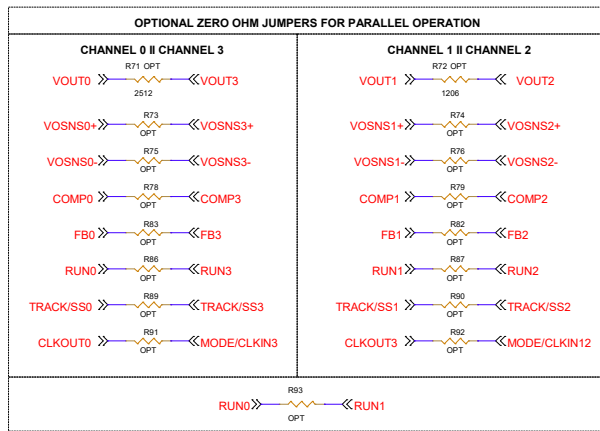 OPTIONAL ZERO OHM JUMPERS FOR PARALLEL OPERATION
CHANNEL 0 II CHANNEL 3
R71 OPT
VOUT0 VOUT3
2512
R73
VOSNS0+ VOSNS3+
OPT
R75
VOSNS0- VOSNS3-
OPT
R78
COMP0 COMP3
OPT
R83
FB0 FB3
OPT
R86
RUN0 RUN3
OPT
R89
TRACK/SS0 TRACK/SS3
OPT
R91
CLKOUT0 MODE/CLKIN3
OPT
CHANNEL 1 II CHANNEL 2
R72 OPT
VOUT1 VOUT2
1206
R74
VOSNS1+ VOSNS2+
OPT
R76
VOSNS1- VOSNS2-
OPT
R79
COMP1 COMP2
OPT
R82
FB1 FB2
OPT
R87
RUN1 RUN2
OPT
R90
TRACK/SS1 TRACK/SS2
OPT
R92
CLKOUT3 MODE/CLKIN12
OPT
R93
RUN0 RUN1
OPT